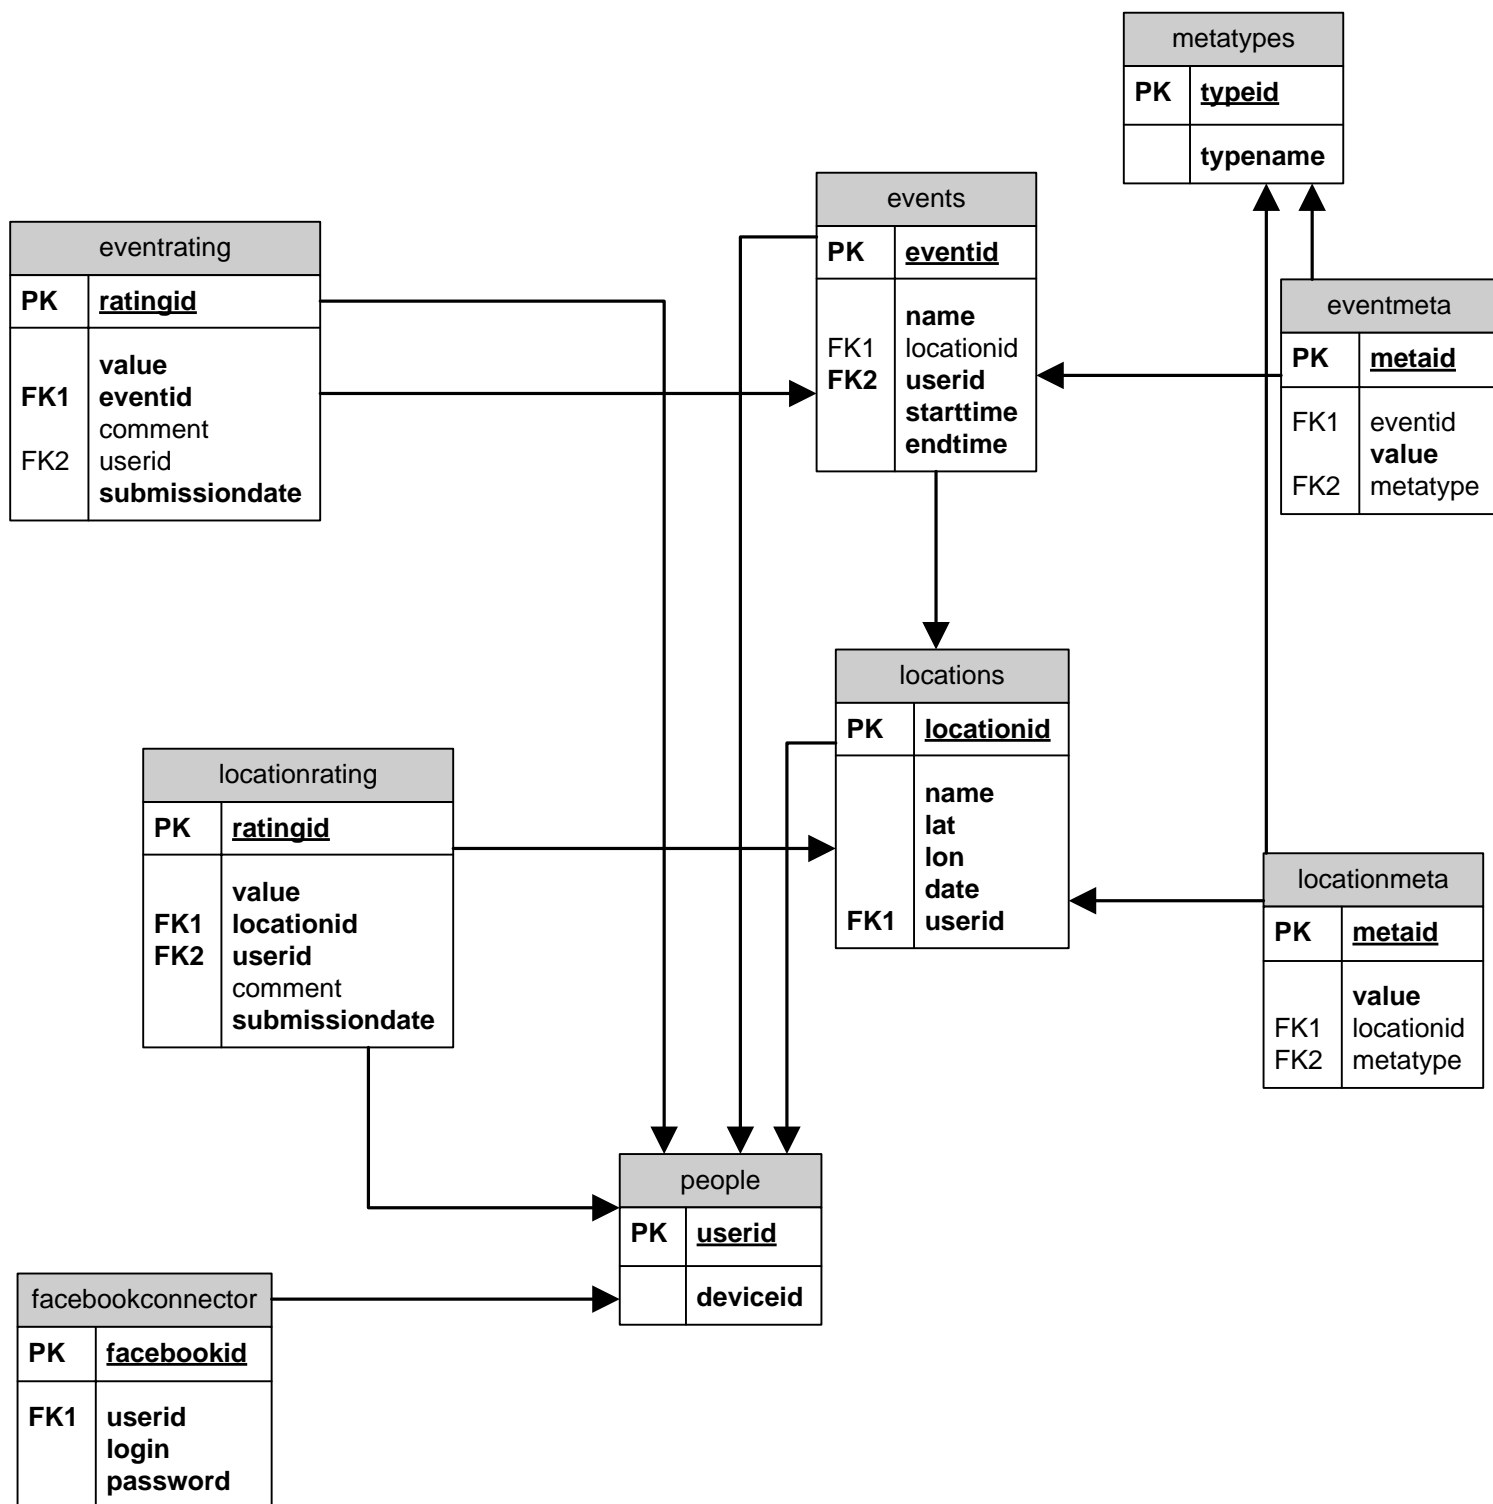 metatypes
PK typeid
typename
events
PK eventid
name
FK1 locationid
FK2 userid
starttime
endtime
eventrating
PK ratingid
value
FK1 eventid
comment
FK2 userid
submissiondate
eventmeta
PK metaid
FK1 eventid
value
FK2 metatype
locations
PK locationid
name
lat
lon
date
FK1 userid
locationrating
PK ratingid
value
FK1 locationid
FK2 userid
comment
submissiondate
locationmeta
PK metaid
value
FK1 locationid
FK2 metatype
people
PK userid
deviceid
facebookconnector
PK facebookid
FK1 userid
login
password